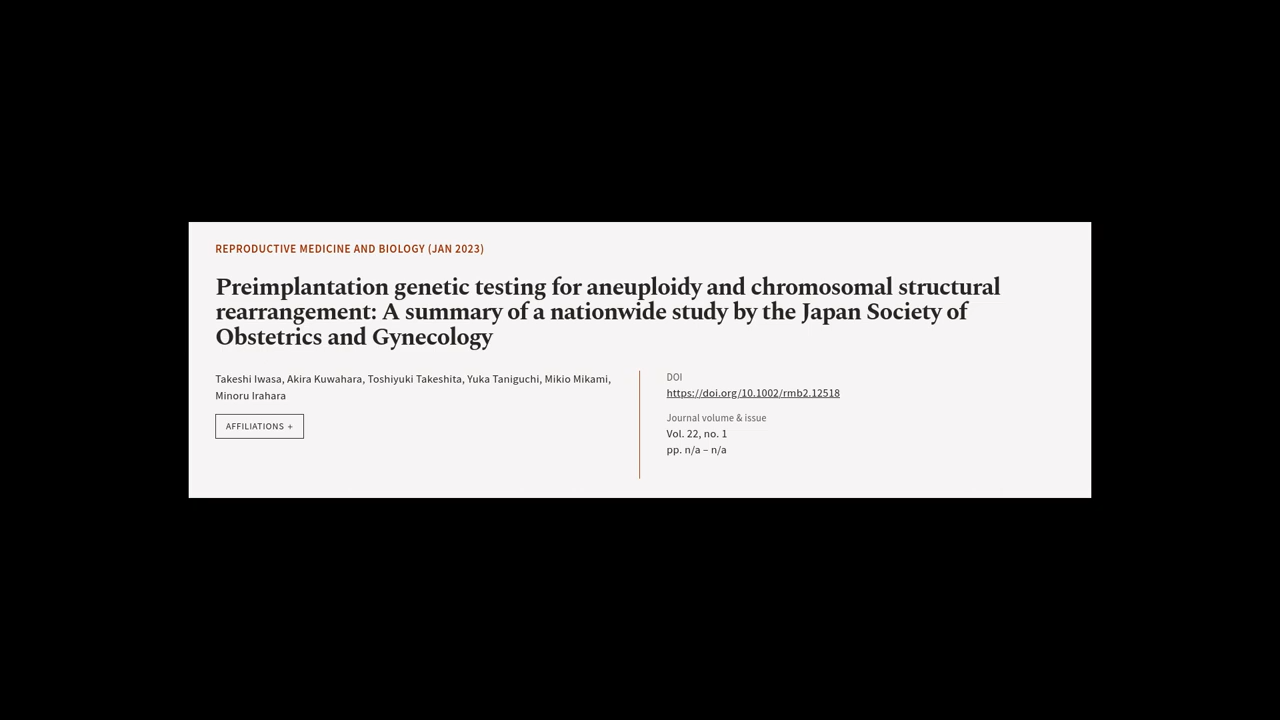 REPRODUCTIVE MEDICINE AND BIOLOGY (JAN 2023)
Preimplantation genetic testing for aneuploidy and chromosomal structural
rearrangement: A summary of a nationwide study by the Japan Society of
Obstetrics and Gynecology
Takeshi Iwasa, Akira Kuwahara, Toshiyuki Takeshita, Yuka Taniguchi, Mikio Mikami,
Minoru Irahara
AFFILIATIONS +
DOI
https://doi.org/10.1002/rmb2.12518
Journal volume & issue
Vol. 22, no. 1
pp. n/a – n/a